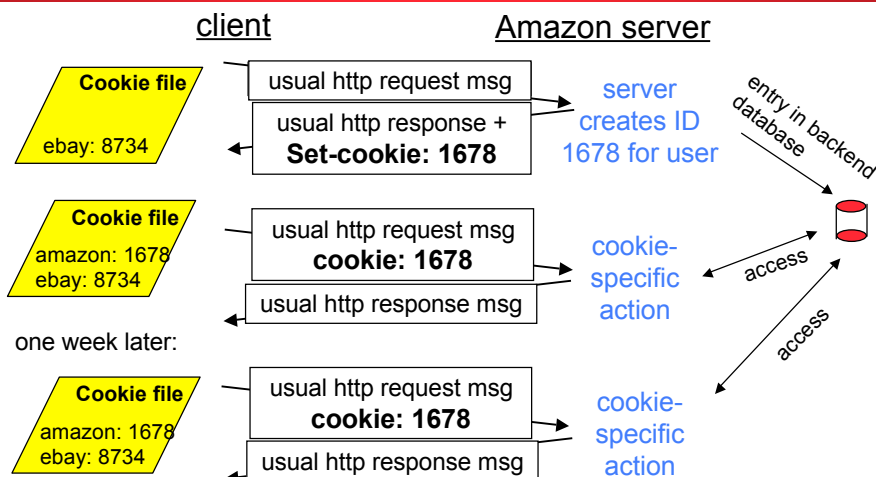 client
Amazon server
Cookie file
ebay: 8734
usual http request msg
usual http response +
Set-cookie: 1678
server
creates ID
1678 for user
entry in backend
database
Cookie file
amazon: 1678
ebay: 8734
usual http request msg
cookie: 1678
usual http response msg
cookie-
specific
action
access
access
one week later:
Cookie file
amazon: 1678
ebay: 8734
usual http request msg
cookie: 1678
usual http response msg
cookie-
specific
action